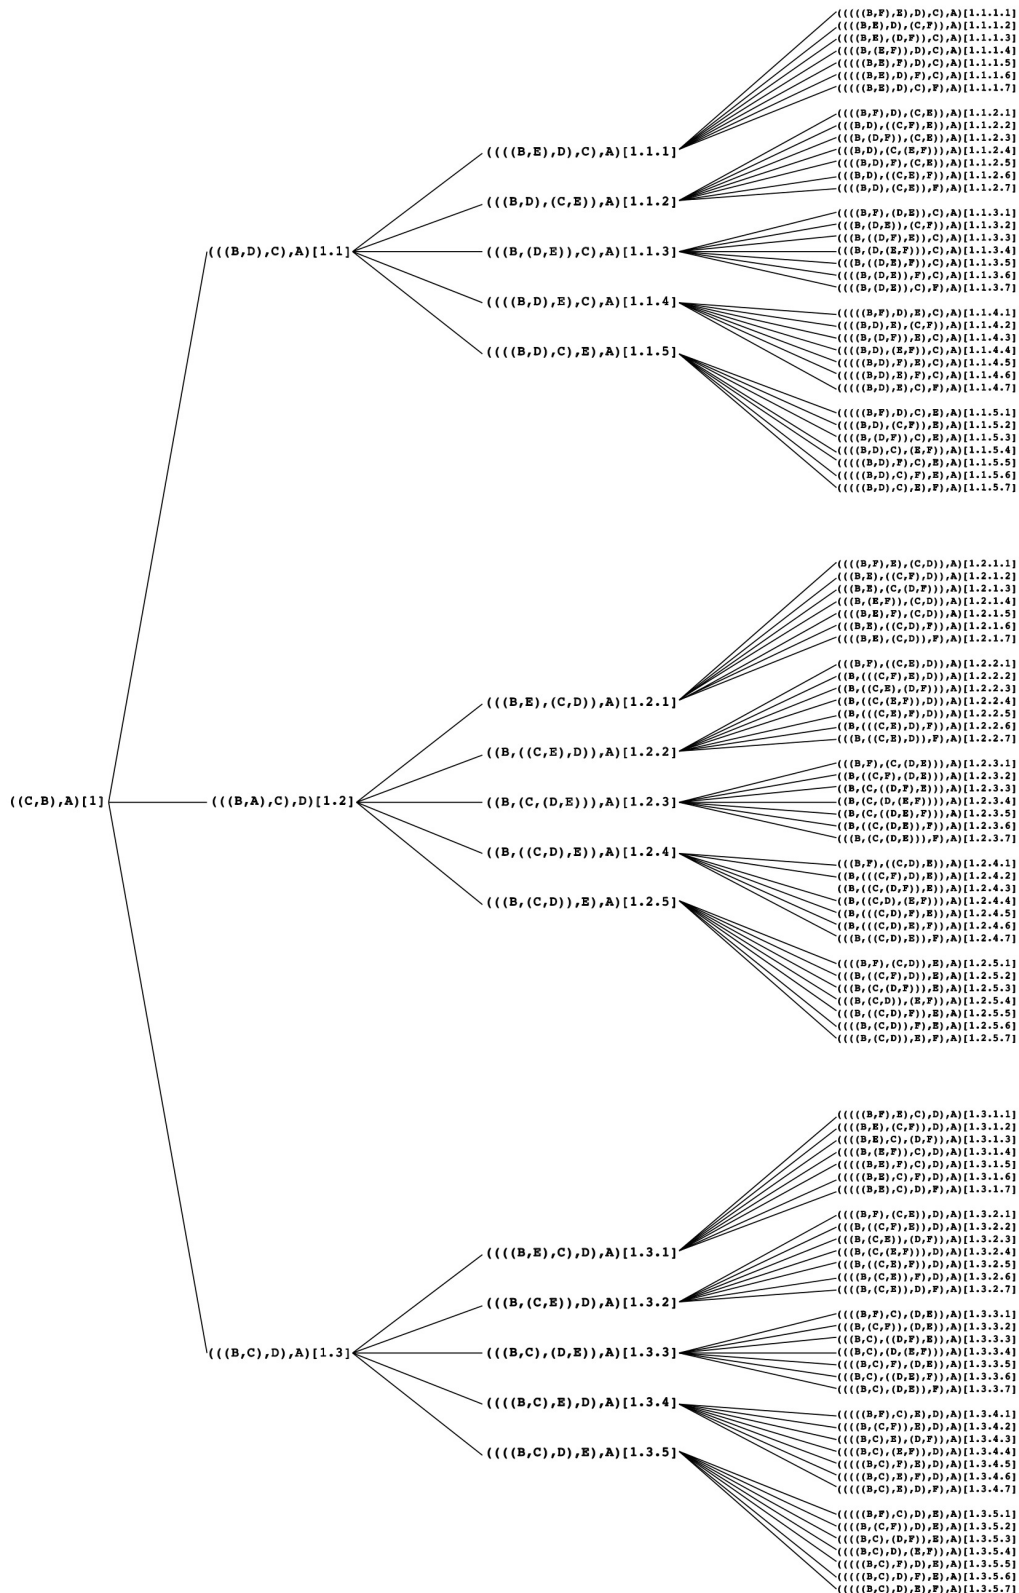 ((C,B),A)[1]
(((B,D),C),A)[1.1]
(((B,A),C),D)[1.2]
(((B,C),D),A)[1.3]
((((B,E),D),C),A)[1.1.1]
(((B,D),(C,E)),A)[1.1.2]
(((B,(D,E)),C),A)[1.1.3]
((((B,D),E),C),A)[1.1.4]
((((B,D),C),E),A)[1.1.5]
(((B,E),(C,D)),A)[1.2.1]
((B,((C,E),D)),A)[1.2.2]
((B,(C,(D,E))),A)[1.2.3]
((B,((C,D),E)),A)[1.2.4]
(((B,(C,D)),E),A)[1.2.5]
((((B,E),C),D),A)[1.3.1]
(((B,(C,E)),D),A)[1.3.2]
(((B,C),(D,E)),A)[1.3.3]
((((B,C),E),D),A)[1.3.4]
((((B,C),D),E),A)[1.3.5]
(((((B,F),E),D),C),A)[1.1.1.1]
((((B,E),D),(C,F)),A)[1.1.1.2]
((((B,E),(D,F)),C),A)[1.1.1.3]
((((B,(E,F)),D),C),A)[1.1.1.4]
(((((B,E),F),D),C),A)[1.1.1.5]
(((((B,E),D),F),C),A)[1.1.1.6]
(((((B,E),D),C),F),A)[1.1.1.7]
((((B,F),D),(C,E)),A)[1.1.2.1]
(((B,D),((C,F),E)),A)[1.1.2.2]
(((B,(D,F)),(C,E)),A)[1.1.2.3]
(((B,D),(C,(E,F))),A)[1.1.2.4]
((((B,D),F),(C,E)),A)[1.1.2.5]
(((B,D),((C,E),F)),A)[1.1.2.6]
((((B,D),(C,E)),F),A)[1.1.2.7]
((((B,F),(D,E)),C),A)[1.1.3.1]
(((B,(D,E)),(C,F)),A)[1.1.3.2]
(((B,((D,F),E)),C),A)[1.1.3.3]
(((B,(D,(E,F))),C),A)[1.1.3.4]
(((B,((D,E),F)),C),A)[1.1.3.5]
((((B,(D,E)),F),C),A)[1.1.3.6]
((((B,(D,E)),C),F),A)[1.1.3.7]
(((((B,F),D),E),C),A)[1.1.4.1]
((((B,D),E),(C,F)),A)[1.1.4.2]
((((B,(D,F)),E),C),A)[1.1.4.3]
((((B,D),(E,F)),C),A)[1.1.4.4]
(((((B,D),F),E),C),A)[1.1.4.5]
(((((B,D),E),F),C),A)[1.1.4.6]
(((((B,D),E),C),F),A)[1.1.4.7]
(((((B,F),D),C),E),A)[1.1.5.1]
((((B,D),(C,F)),E),A)[1.1.5.2]
((((B,(D,F)),C),E),A)[1.1.5.3]
((((B,D),C),(E,F)),A)[1.1.5.4]
(((((B,D),F),C),E),A)[1.1.5.5]
(((((B,D),C),F),E),A)[1.1.5.6]
(((((B,D),C),E),F),A)[1.1.5.7]
((((B,F),E),(C,D)),A)[1.2.1.1]
(((B,E),((C,F),D)),A)[1.2.1.2]
(((B,E),(C,(D,F))),A)[1.2.1.3]
(((B,(E,F)),(C,D)),A)[1.2.1.4]
((((B,E),F),(C,D)),A)[1.2.1.5]
(((B,E),((C,D),F)),A)[1.2.1.6]
((((B,E),(C,D)),F),A)[1.2.1.7]
(((B,F),((C,E),D)),A)[1.2.2.1]
((B,(((C,F),E),D)),A)[1.2.2.2]
((B,((C,E),(D,F))),A)[1.2.2.3]
((B,((C,(E,F)),D)),A)[1.2.2.4]
((B,(((C,E),F),D)),A)[1.2.2.5]
((B,(((C,E),D),F)),A)[1.2.2.6]
(((B,((C,E),D)),F),A)[1.2.2.7]
(((B,F),(C,(D,E))),A)[1.2.3.1]
((B,((C,F),(D,E))),A)[1.2.3.2]
((B,(C,((D,F),E))),A)[1.2.3.3]
((B,(C,(D,(E,F)))),A)[1.2.3.4]
((B,(C,((D,E),F))),A)[1.2.3.5]
((B,((C,(D,E)),F)),A)[1.2.3.6]
(((B,(C,(D,E))),F),A)[1.2.3.7]
(((B,F),((C,D),E)),A)[1.2.4.1]
((B,(((C,F),D),E)),A)[1.2.4.2]
((B,((C,(D,F)),E)),A)[1.2.4.3]
((B,((C,D),(E,F))),A)[1.2.4.4]
((B,(((C,D),F),E)),A)[1.2.4.5]
((B,(((C,D),E),F)),A)[1.2.4.6]
(((B,((C,D),E)),F),A)[1.2.4.7]
((((B,F),(C,D)),E),A)[1.2.5.1]
(((B,((C,F),D)),E),A)[1.2.5.2]
(((B,(C,(D,F))),E),A)[1.2.5.3]
(((B,(C,D)),(E,F)),A)[1.2.5.4]
(((B,((C,D),F)),E),A)[1.2.5.5]
((((B,(C,D)),F),E),A)[1.2.5.6]
((((B,(C,D)),E),F),A)[1.2.5.7]
(((((B,F),E),C),D),A)[1.3.1.1]
((((B,E),(C,F)),D),A)[1.3.1.2]
((((B,E),C),(D,F)),A)[1.3.1.3]
((((B,(E,F)),C),D),A)[1.3.1.4]
(((((B,E),F),C),D),A)[1.3.1.5]
(((((B,E),C),F),D),A)[1.3.1.6]
(((((B,E),C),D),F),A)[1.3.1.7]
((((B,F),(C,E)),D),A)[1.3.2.1]
(((B,((C,F),E)),D),A)[1.3.2.2]
(((B,(C,E)),(D,F)),A)[1.3.2.3]
(((B,(C,(E,F))),D),A)[1.3.2.4]
(((B,((C,E),F)),D),A)[1.3.2.5]
((((B,(C,E)),F),D),A)[1.3.2.6]
((((B,(C,E)),D),F),A)[1.3.2.7]
((((B,F),C),(D,E)),A)[1.3.3.1]
(((B,(C,F)),(D,E)),A)[1.3.3.2]
(((B,C),((D,F),E)),A)[1.3.3.3]
(((B,C),(D,(E,F))),A)[1.3.3.4]
((((B,C),F),(D,E)),A)[1.3.3.5]
(((B,C),((D,E),F)),A)[1.3.3.6]
((((B,C),(D,E)),F),A)[1.3.3.7]
(((((B,F),C),E),D),A)[1.3.4.1]
((((B,(C,F)),E),D),A)[1.3.4.2]
((((B,C),E),(D,F)),A)[1.3.4.3]
((((B,C),(E,F)),D),A)[1.3.4.4]
(((((B,C),F),E),D),A)[1.3.4.5]
(((((B,C),E),F),D),A)[1.3.4.6]
(((((B,C),E),D),F),A)[1.3.4.7]
(((((B,F),C),D),E),A)[1.3.5.1]
((((B,(C,F)),D),E),A)[1.3.5.2]
((((B,C),(D,F)),E),A)[1.3.5.3]
((((B,C),D),(E,F)),A)[1.3.5.4]
(((((B,C),F),D),E),A)[1.3.5.5]
(((((B,C),D),F),E),A)[1.3.5.6]
(((((B,C),D),E),F),A)[1.3.5.7]